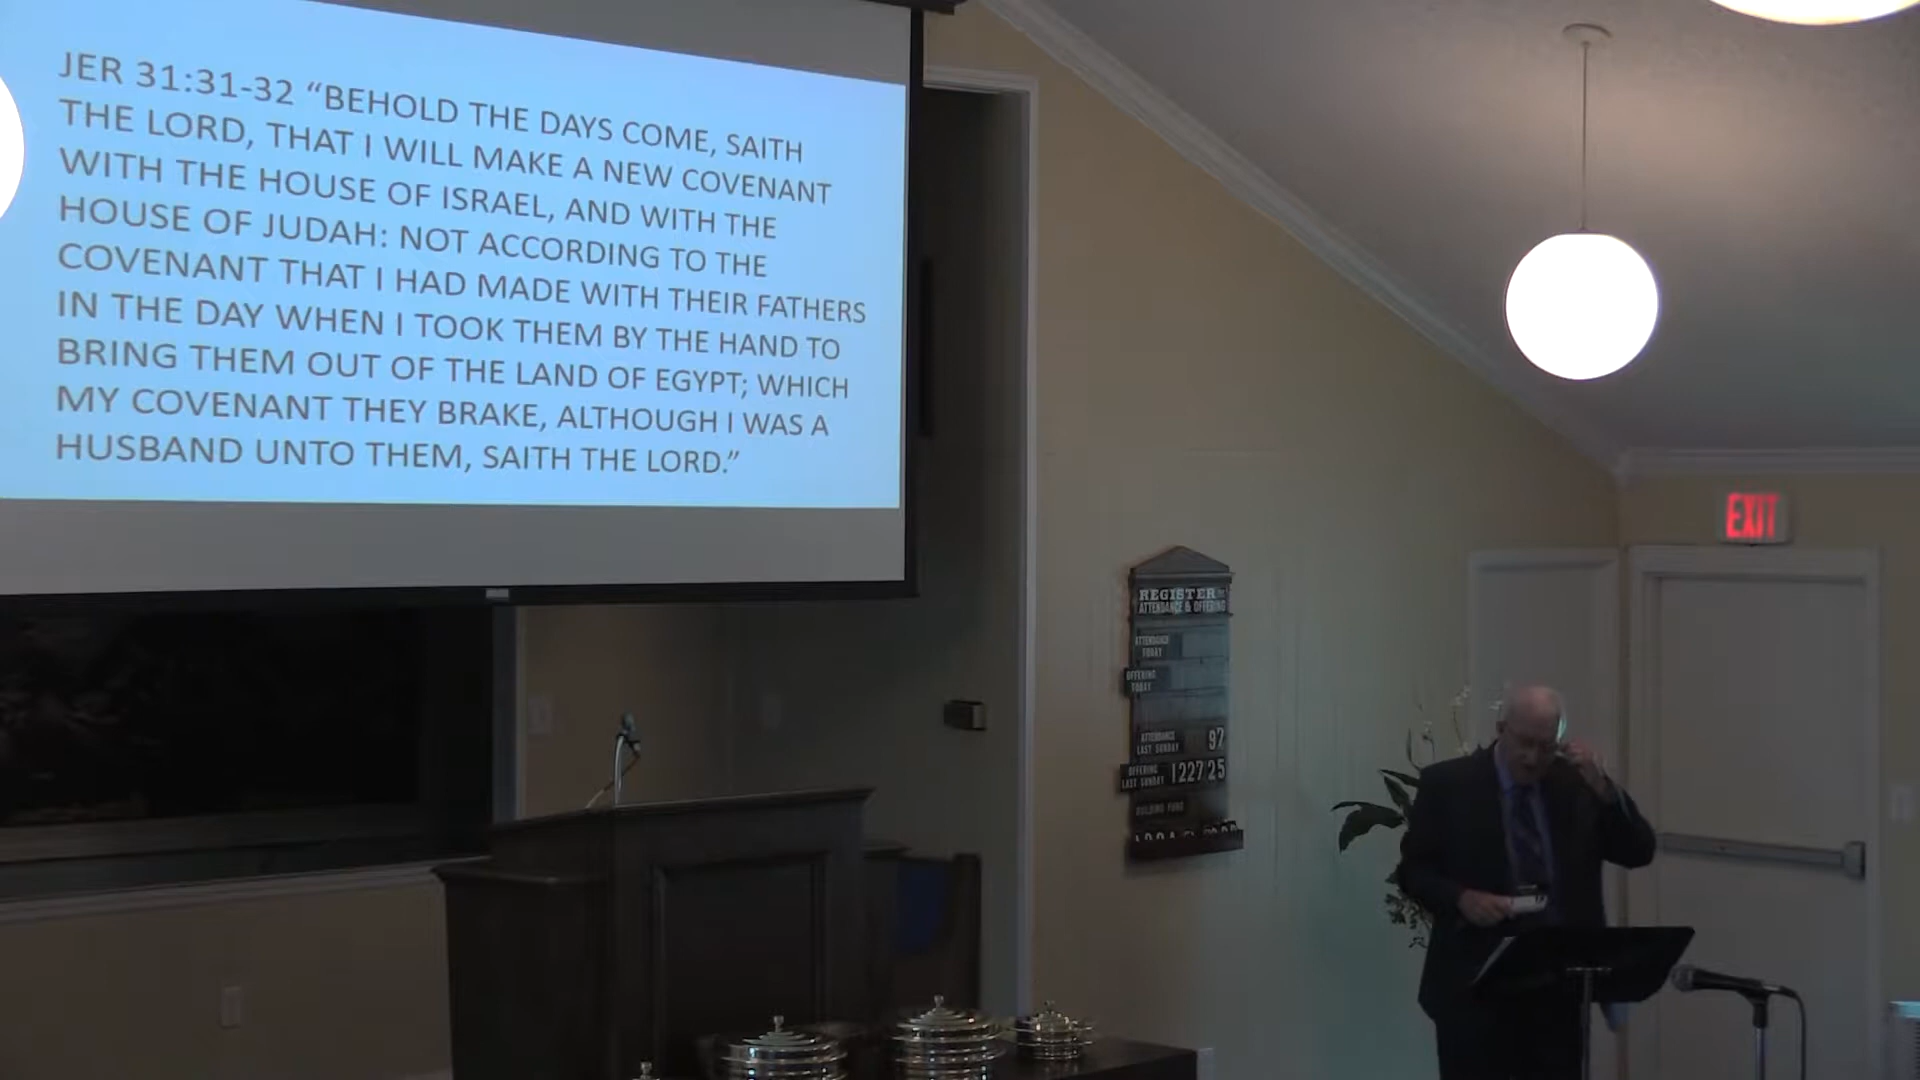 JER 31:31-32 “BEHOLD THE DAYS COME, SAITH
THE LORD, THAT I WILL MAKE A NEW COVENANT
WITH THE HOUSE OF ISRAEL, AND WITH THE
HOUSE OF JUDAH: NOT ACCORDING TO THE
COVENANT THAT I HAD MADE WITH THEIR FATHERS
IN THE DAY WHEN I TOOK THEM BY THE HAND TO
BRING THEM OUT OF THE LAND OF EGYPT; WHICH
MY COVENANT THEY BRAKE, ALTHOUGH I WAS A
HUSBAND UNTO THEM, SAITH THE LORD.”
EXIT
REGISTER OF
ATTENDANCE & OFFERING
ATTENDANCE
TODAY
OFFERING
TODAY
ATTENDANCE
LAST SUNDAY 97
OFFERING
LAST SUNDAY 1227 25
BUILDING FUND